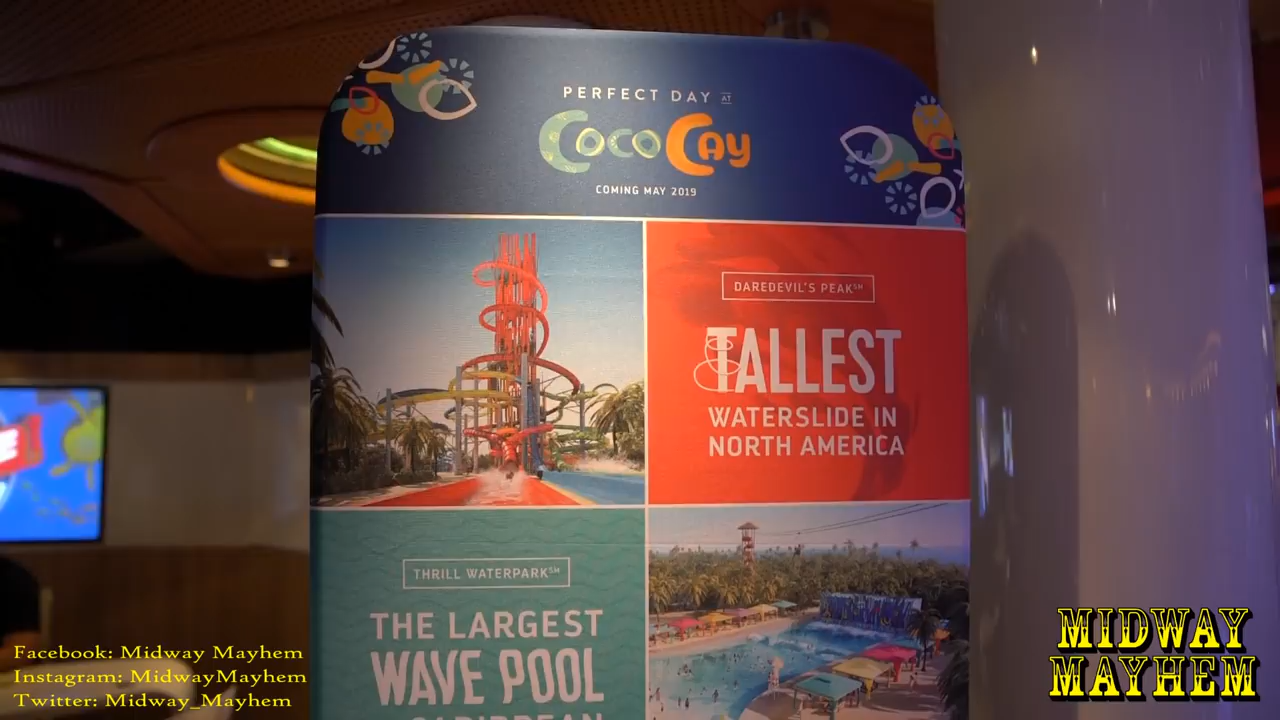 PERFECT DAY AT
CocoCay
COMING MAY 2019
DAREDEVIL'S PEAK℠
TALLEST
WATERSLIDE IN
NORTH AMERICA
THRILL WATERPARK℠
THE LARGEST
WAVE POOL
CARIBBEAN
Facebook: Midway Mayhem
Instagram: MidwayMayhem
Twitter: Midway_Mayhem
MIDWAY
MAYHEM